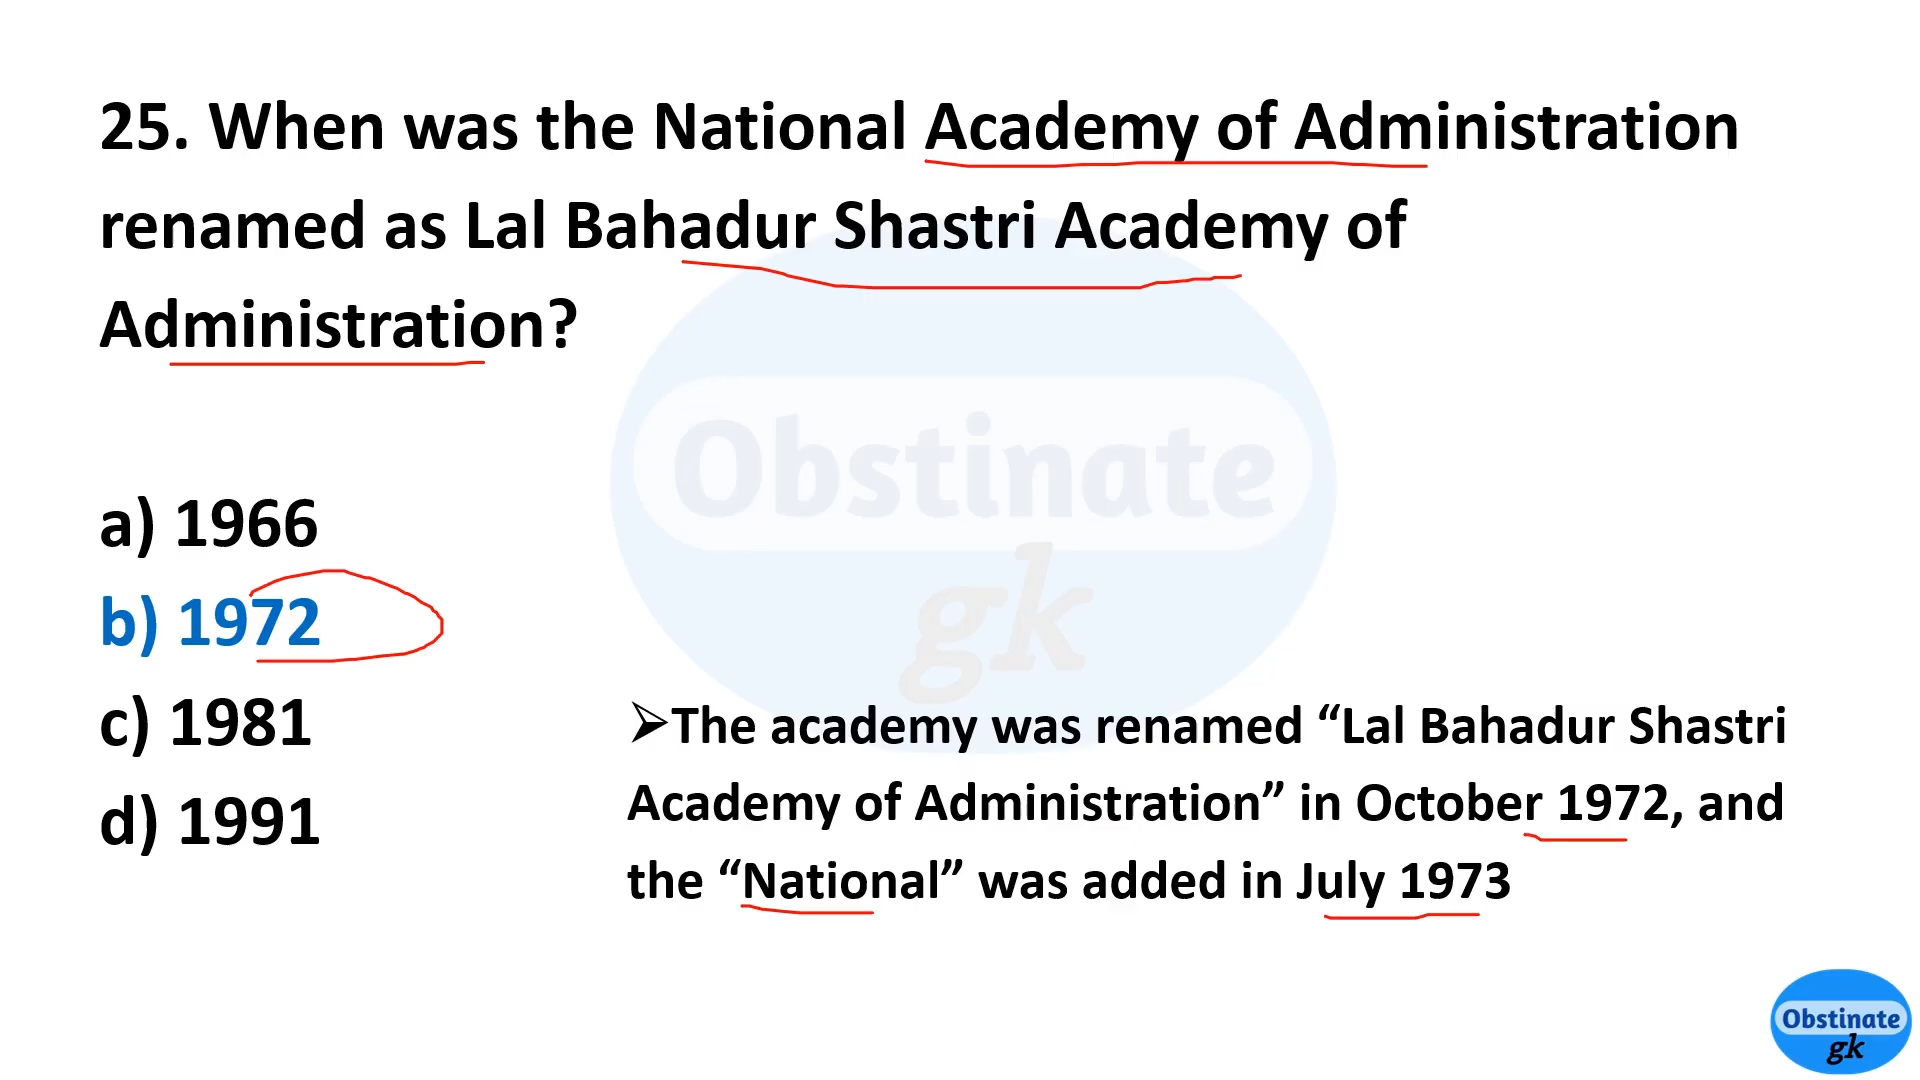 25. When was the National Academy of Administration
renamed as Lal Bahadur Shastri Academy of
Administration?
Obstinate
gk
a) 1966
b) 1972
c) 1981
d) 1991
➢The academy was renamed “Lal Bahadur Shastri
Academy of Administration” in October 1972, and
the “National” was added in July 1973
Obstinate
gk